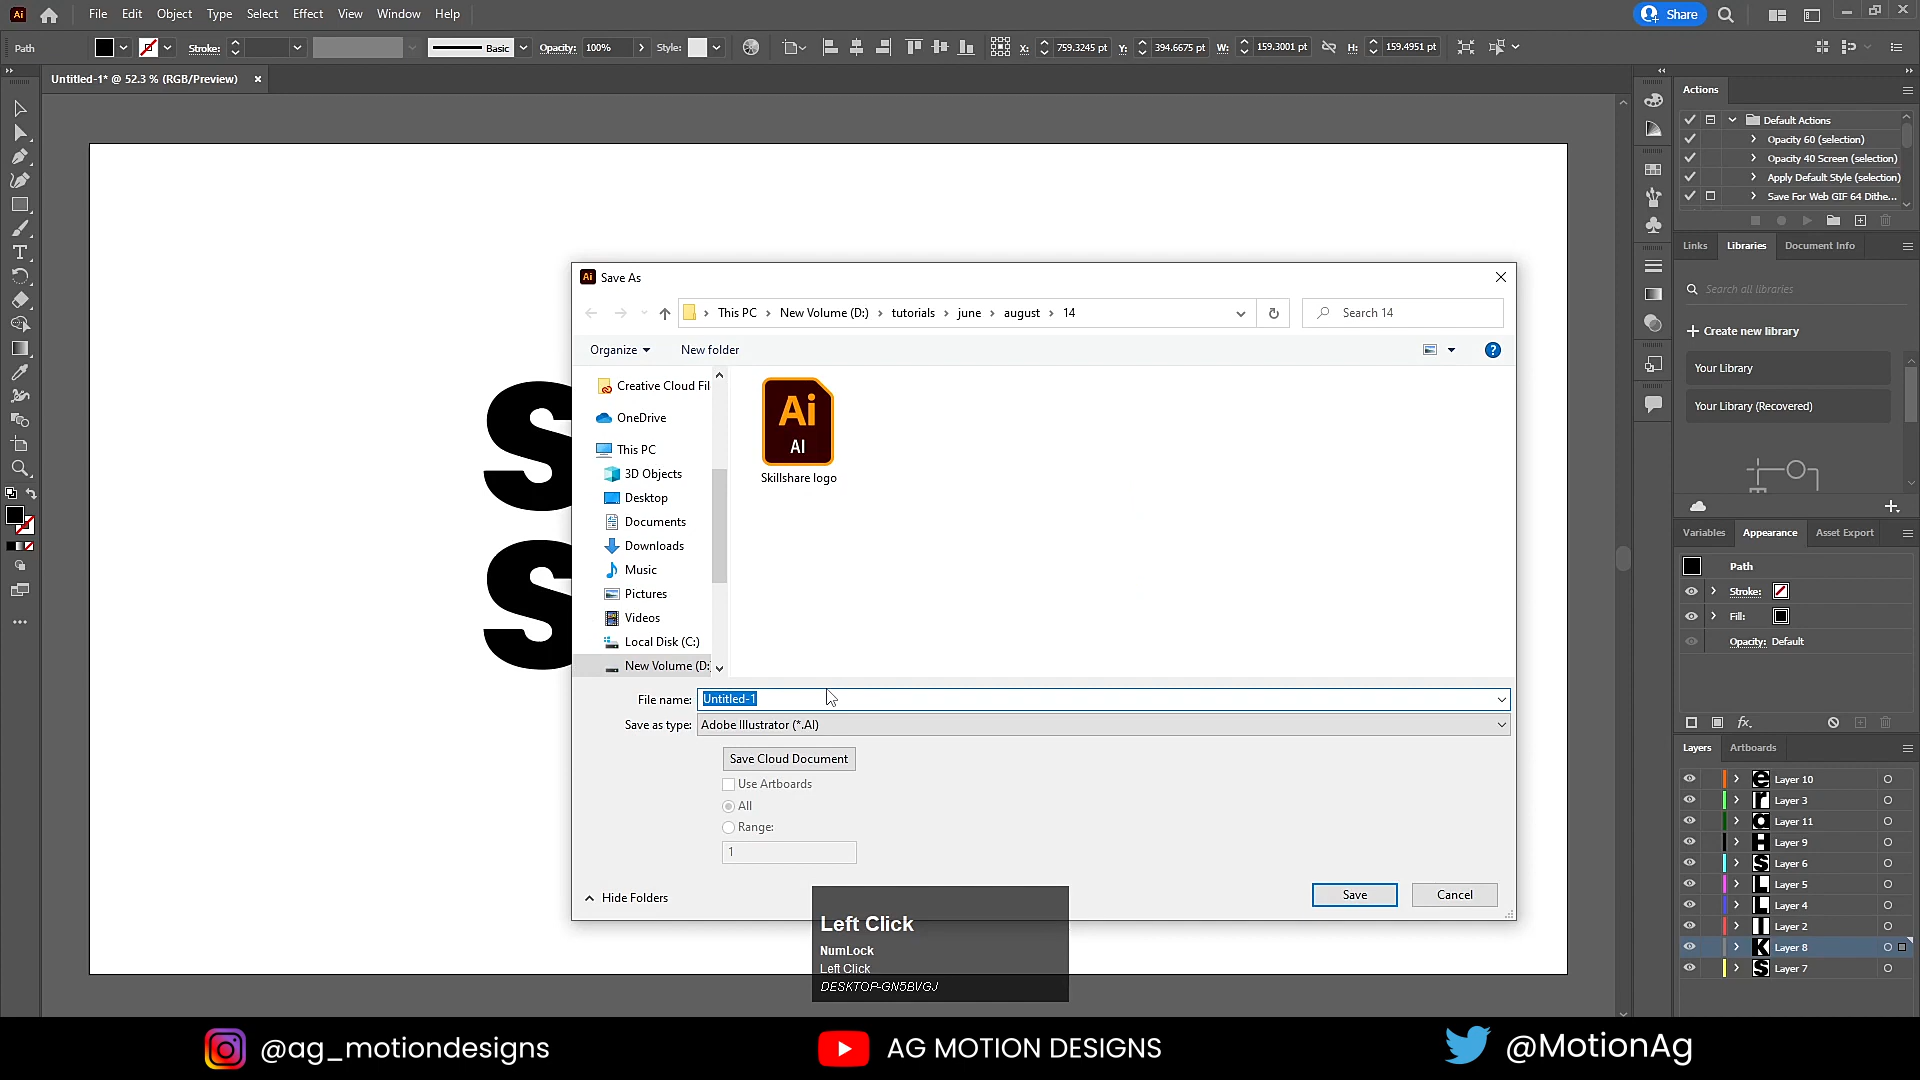 Ai File Edit Object Type Select Effect View Window Help Share
Path Stroke: Basic Opacity: 100% Style: X: 759.3245 pt Y: 394.6675 pt W: 159.3001 pt H: 159.4951 pt
Untitled-1* @ 52.3 % (RGB/Preview)
S
S
Ai Save As
This PC New Volume (D:) tutorials june august 14
Search 14
Organize New folder
Creative Cloud Fil
OneDrive
This PC
3D Objects
Desktop
Documents
Downloads
Music
Pictures
Videos
Local Disk (C:)
New Volume (D:
Ai
AI
Skillshare logo
File name: Untitled-1
Save as type: Adobe Illustrator (*.AI)
Save Cloud Document
Use Artboards
All
Range:
1
Hide Folders
Save Cancel
Left Click
NumLock
Left Click
DESKTOP-GN5BVGJ
Actions
Default Actions
Opacity 60 (selection)
Opacity 40 Screen (selection)
Apply Default Style (selection)
Save For Web GIF 64 Dithe...
Links Libraries Document Info
Search all libraries
Create new library
Your Library
Your Library (Recovered)
Variables Appearance Asset Export
Path
Stroke:
Fill:
Opacity: Default
fx
Layers Artboards
e Layer 10
r Layer 3
a Layer 11
H Layer 9
S Layer 6
L Layer 5
L Layer 4
Layer 2
K Layer 8
S Layer 7
@ag_motiondesigns AG MOTION DESIGNS @MotionAg